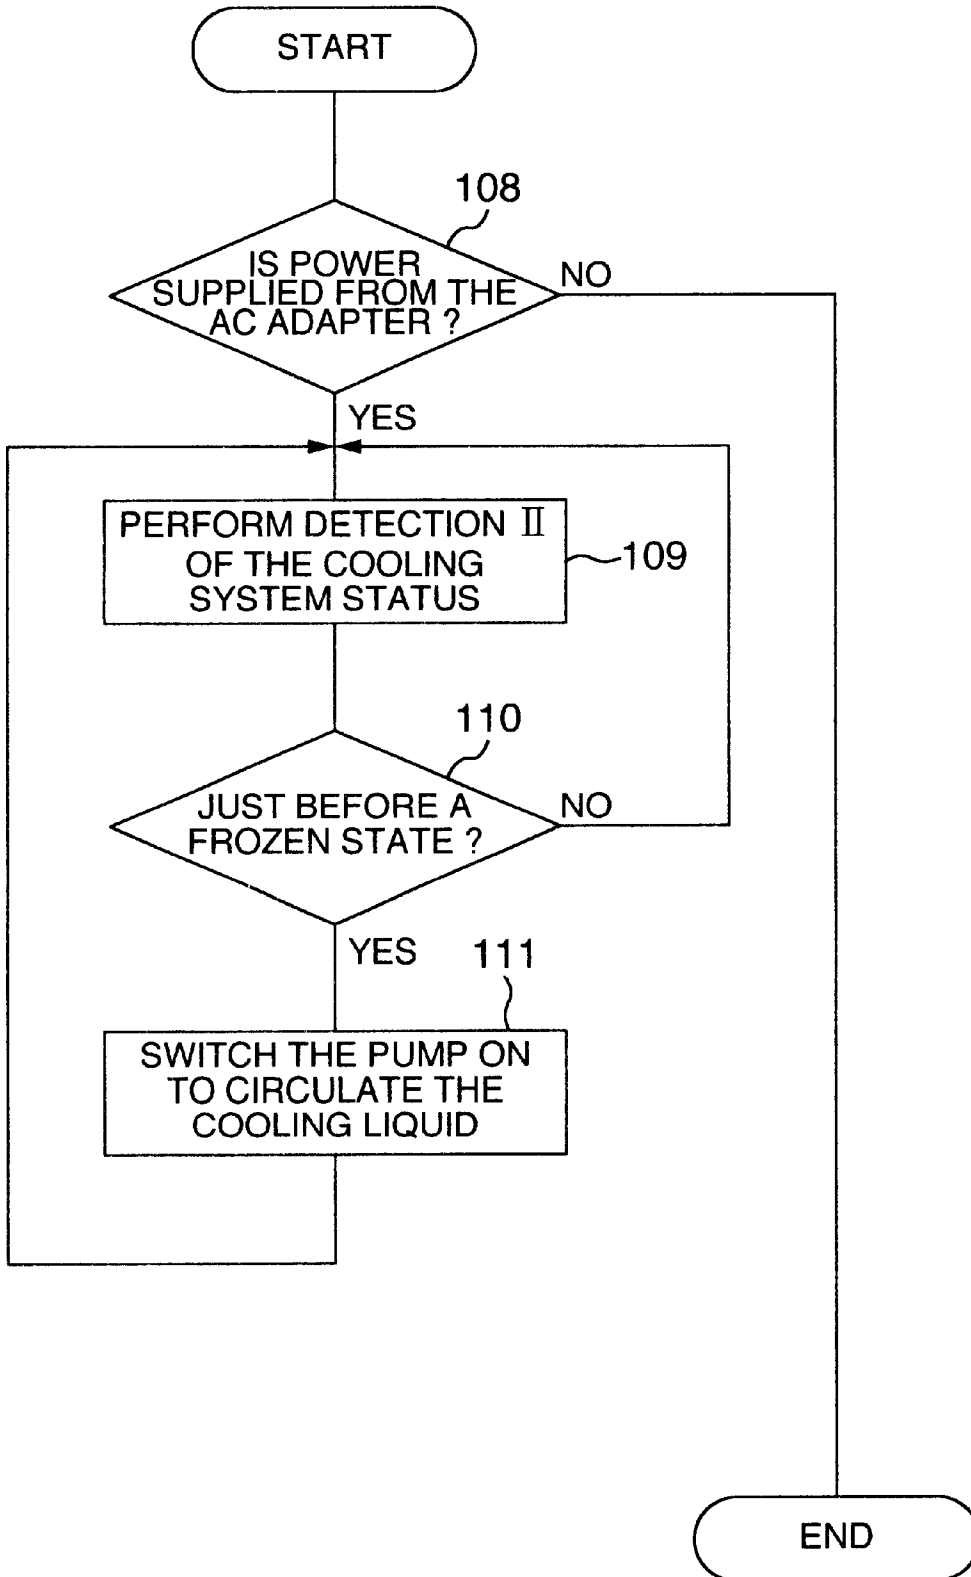 START
108
IS POWER
SUPPLIED FROM THE
AC ADAPTER ?
NO
YES
PERFORM DETECTION II
OF THE COOLING
SYSTEM STATUS
109
110
JUST BEFORE A
FROZEN STATE ?
NO
YES
111
SWITCH THE PUMP ON
TO CIRCULATE THE
COOLING LIQUID
END